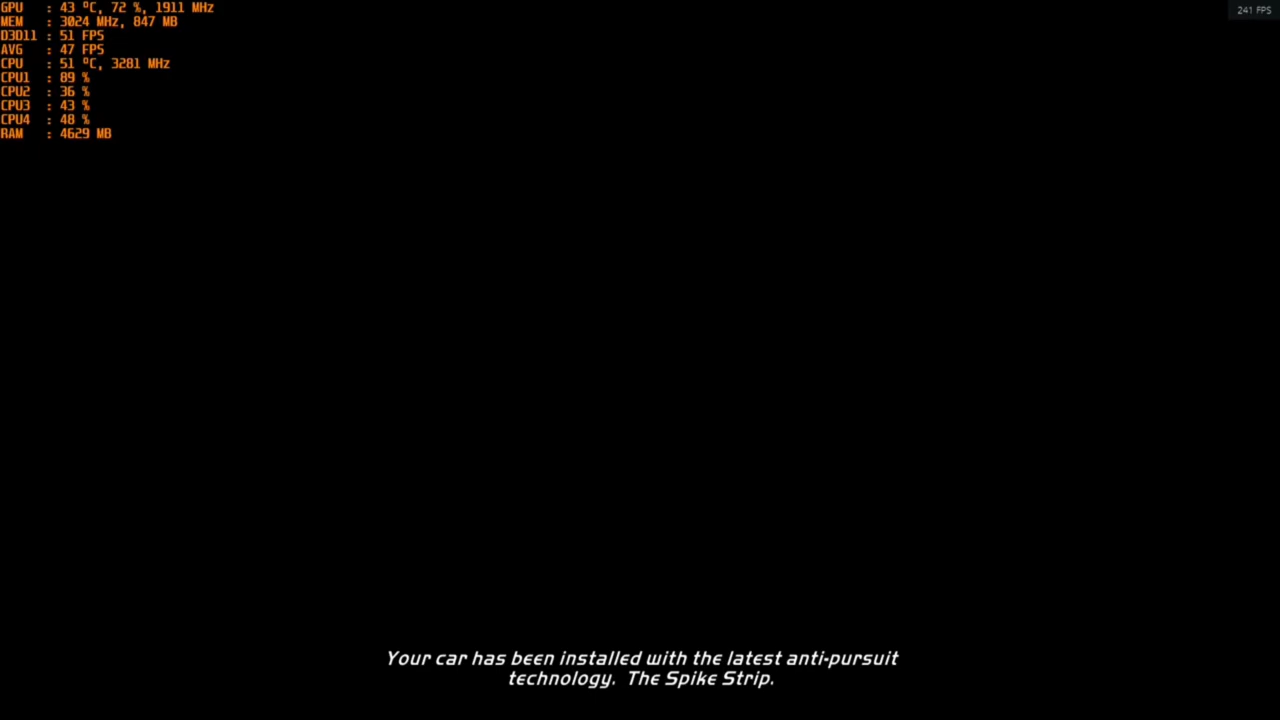 GPU : 43 ºC, 72 %, 1911 MHz
241 FPS
MEM : 3024 MHz, 847 MB
D3D11 : 51 FPS
AVG : 47 FPS
CPU : 51 ºC, 3281 MHz
CPU1 : 89 %
CPU2 : 36 %
CPU3 : 43 %
CPU4 : 48 %
RAM : 4629 MB
Your car has been installed with the latest anti-pursuit
technology. The Spike Strip.